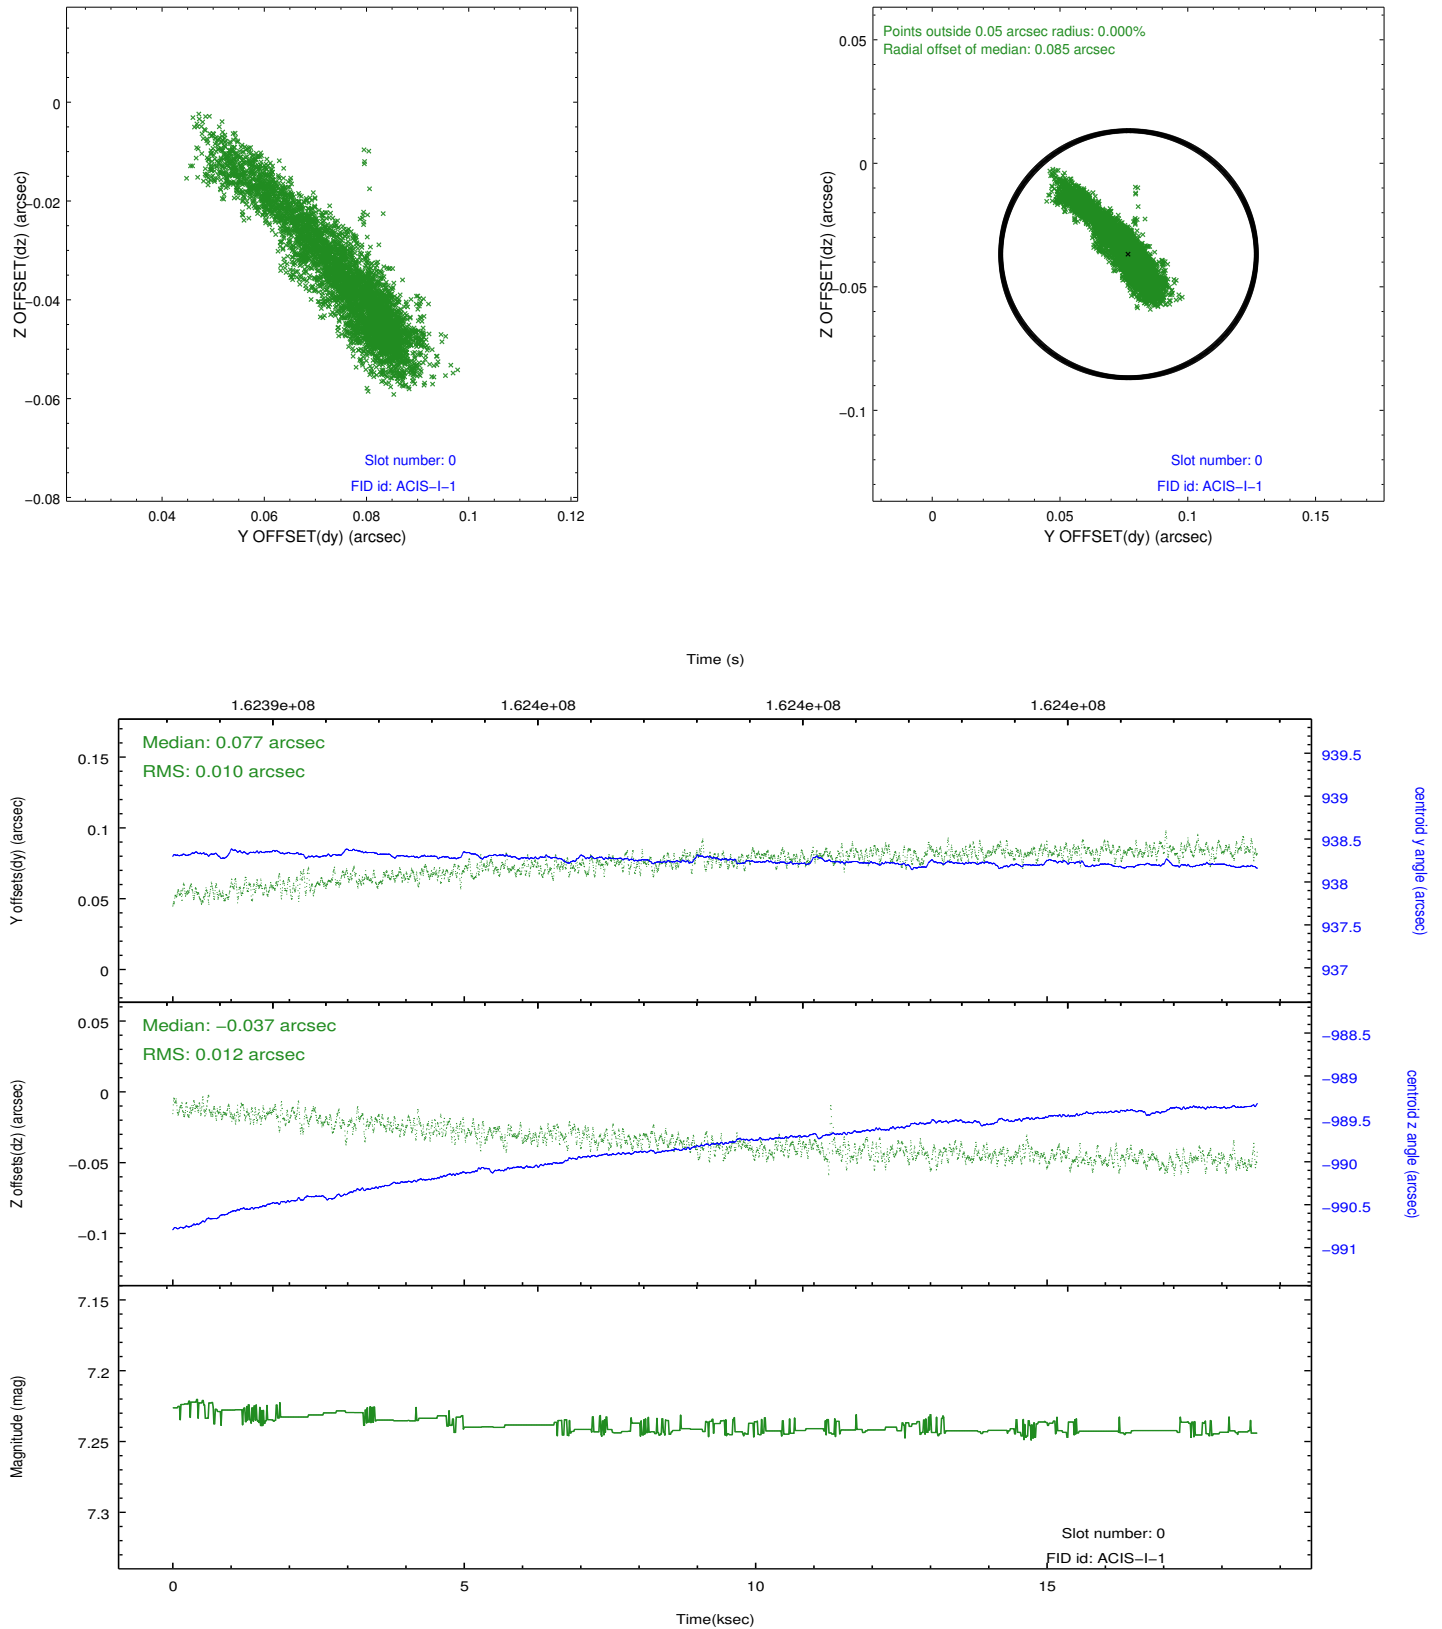 0
−0.02
−0.04
−0.06
−0.08
Z OFFSET(dz) (arcsec)
0.04
0.06
0.08
0.1
0.12
Y OFFSET(dy) (arcsec)
Slot number: 0
FID id: ACIS−I−1
Points outside 0.05 arcsec radius: 0.000%
Radial offset of median: 0.085 arcsec
0.05
0
−0.05
−0.1
Z OFFSET(dz) (arcsec)
0
0.05
0.1
0.15
Y OFFSET(dy) (arcsec)
Slot number: 0
FID id: ACIS−I−1
Time (s)
1.6239e+08
1.624e+08
1.624e+08
1.624e+08
Median: 0.077 arcsec
RMS: 0.010 arcsec
0.15
0.1
0.05
0
Y offsets(dy) (arcsec)
939.5
939
938.5
938
937.5
937
centroid y angle (arcsec)
Median: −0.037 arcsec
RMS: 0.012 arcsec
0.05
0
−0.05
−0.1
Z offsets(dz) (arcsec)
−988.5
−989
−989.5
−990
−990.5
−991
centroid z angle (arcsec)
7.15
7.2
7.25
7.3
Magnitude (mag)
Slot number: 0
FID id: ACIS−I−1
0
5
10
15
Time(ksec)